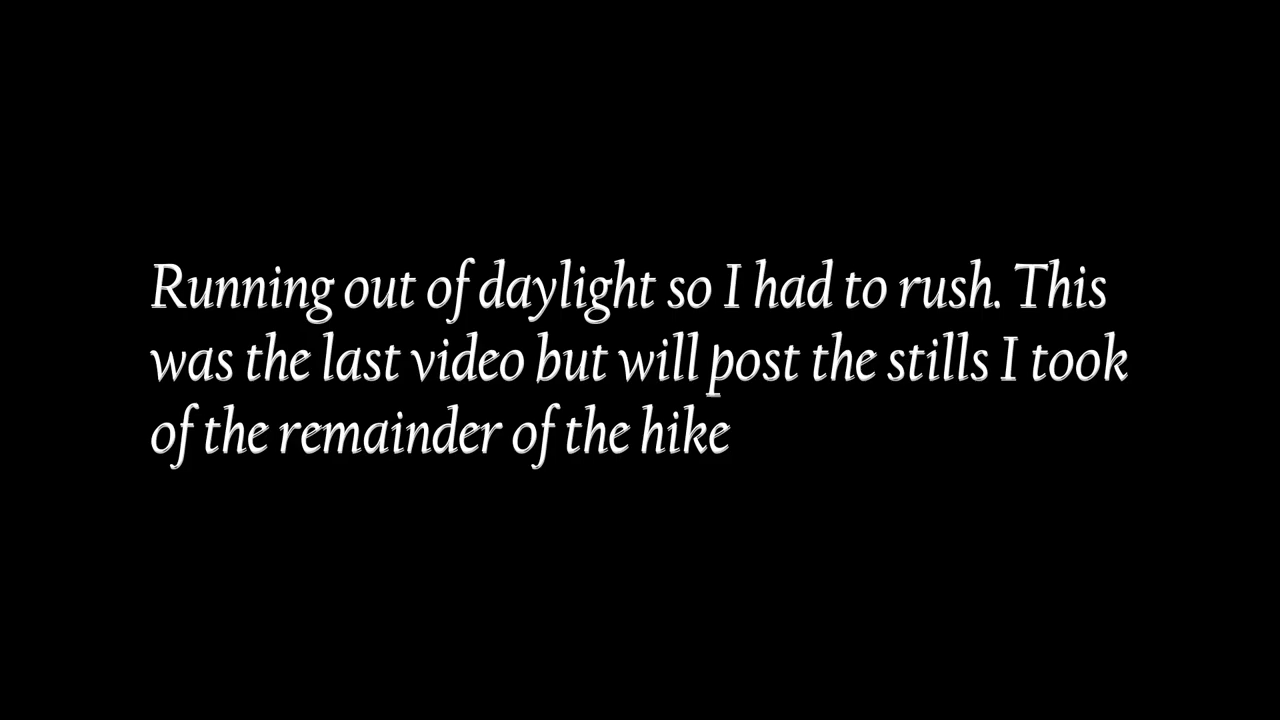 Running out of daylight so I had to rush. This
was the last video but will post the stills I took
of the remainder of the hike